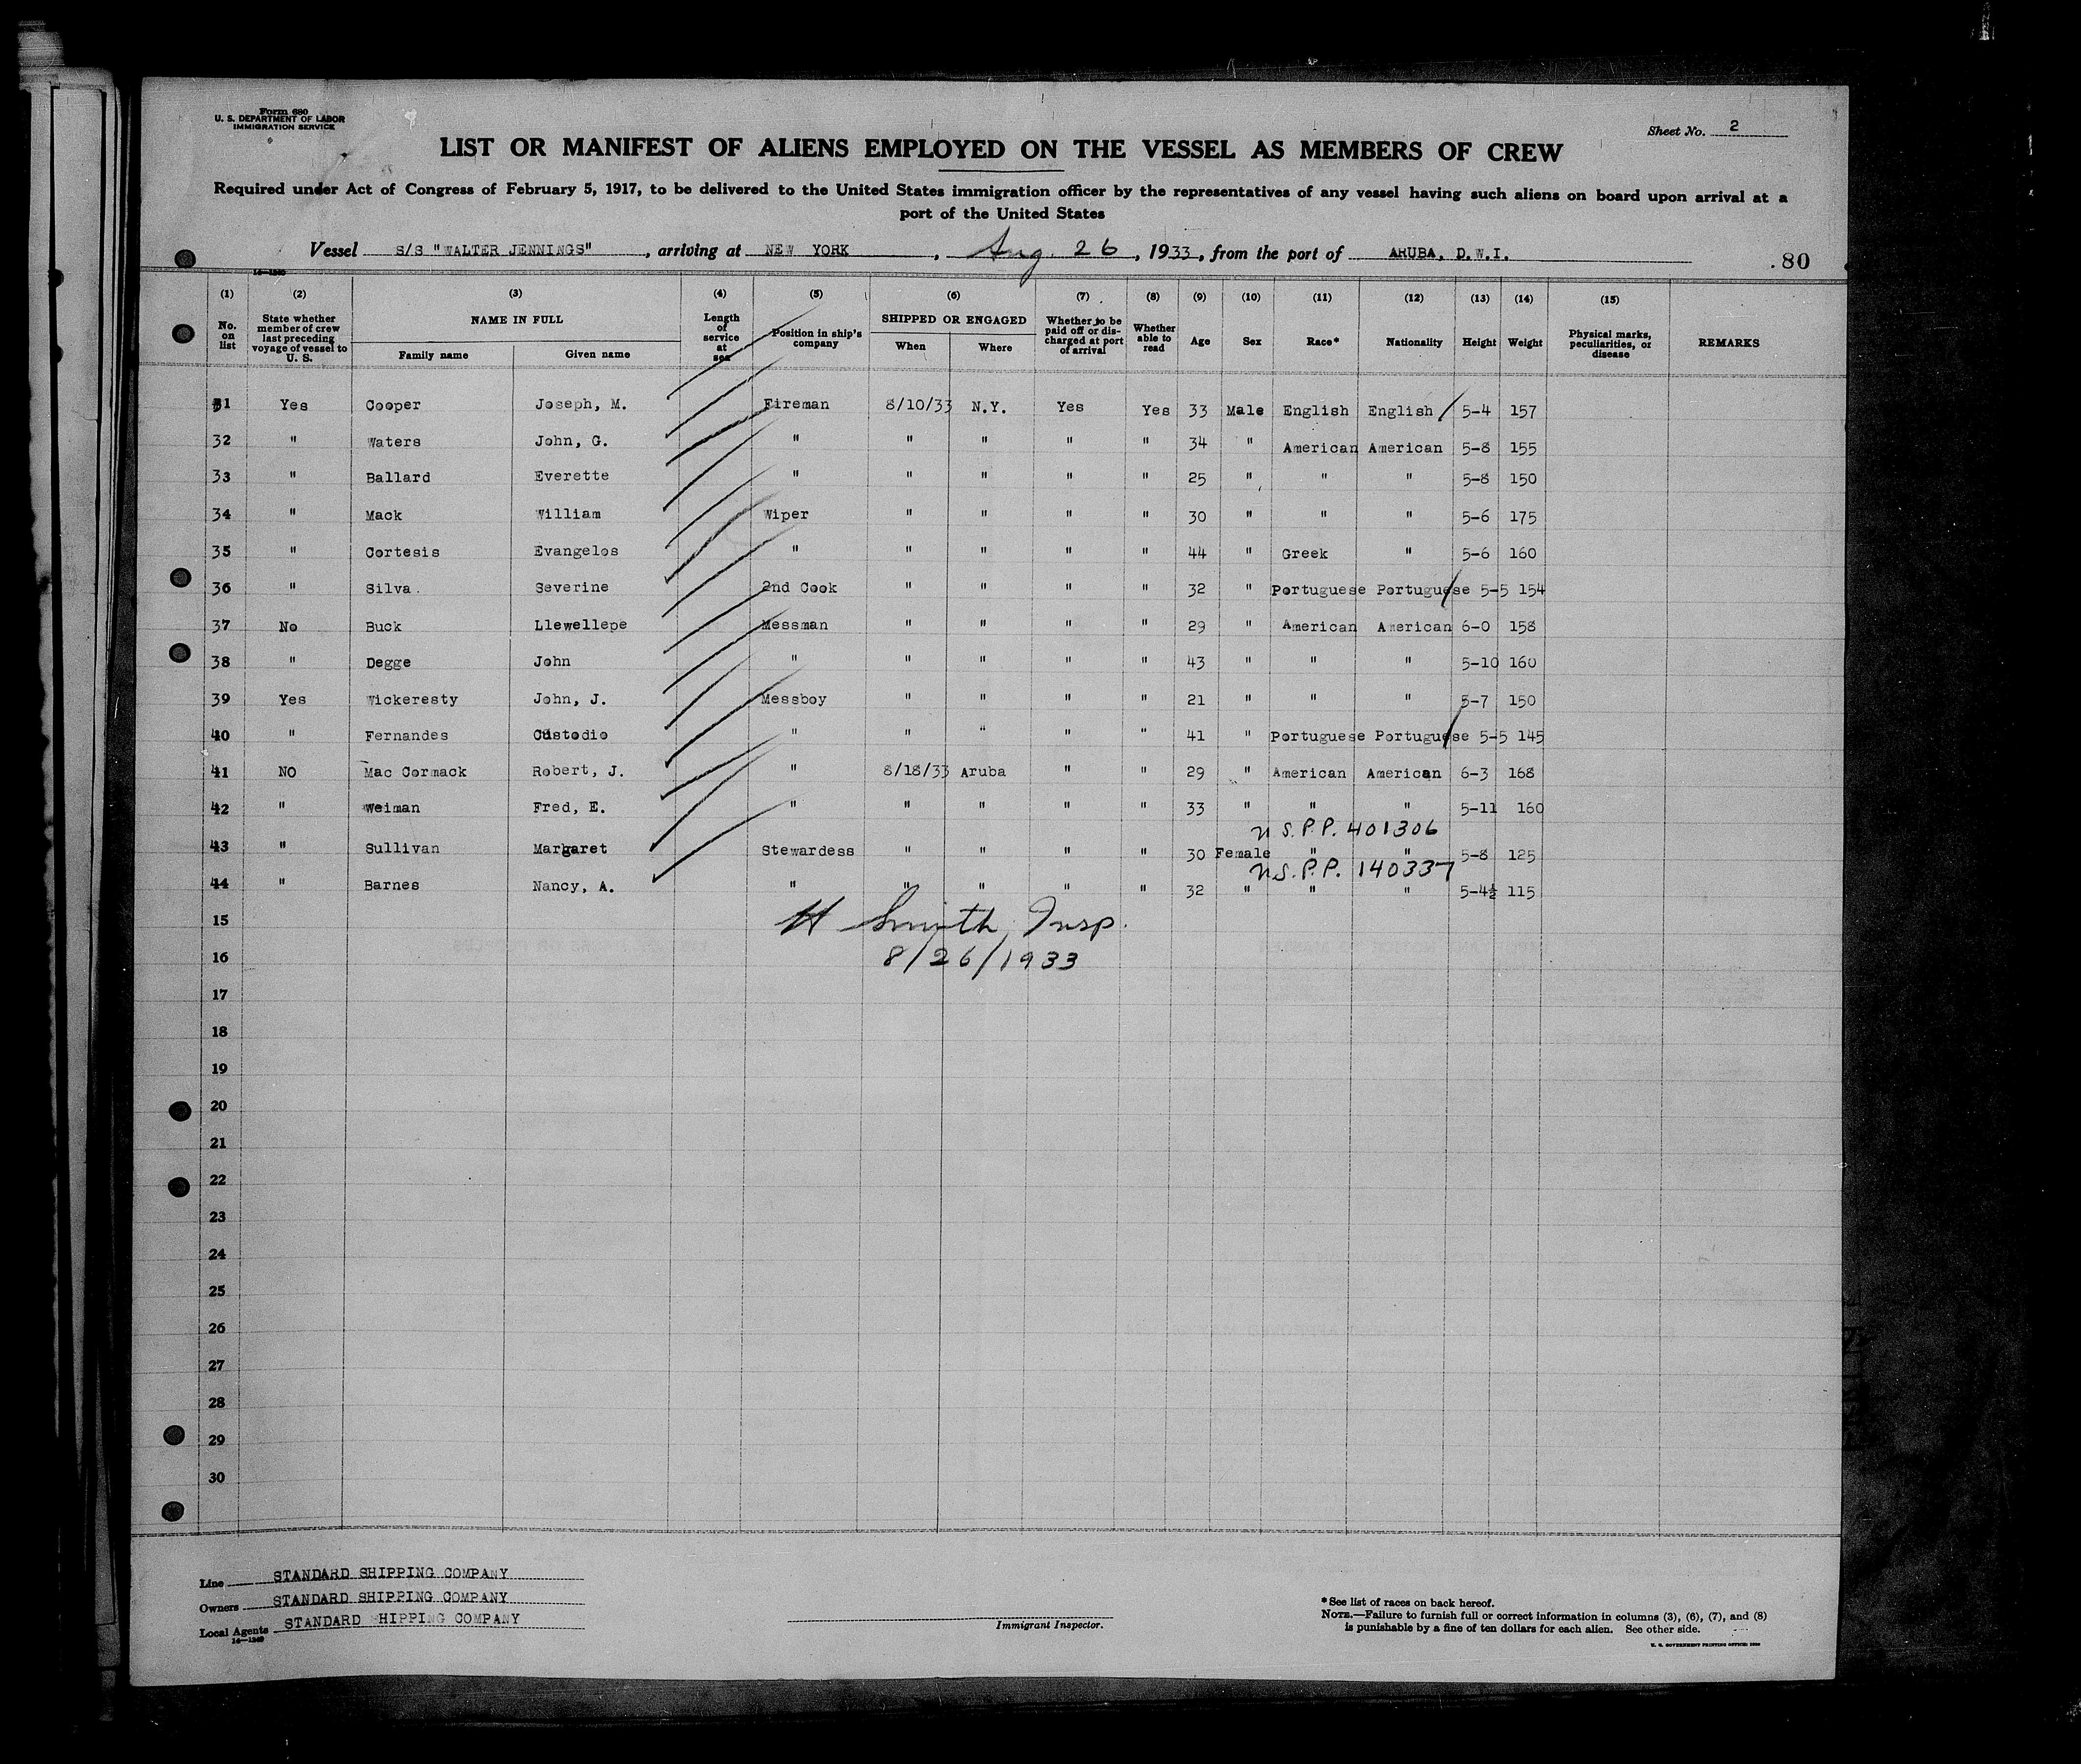 Form 680
U. S. DEPARTMENT OF LABOR
IMMIGRATION SERVICE
Sheet No. 2
LIST OR MANIFEST OF ALIENS EMPLOYED ON THE VESSEL AS MEMBERS OF CREW
Required under Act of Congress of February 5, 1917, to be delivered to the United States immigration officer by the representatives of any vessel having such aliens on board upon arrival at a
port of the United States
Vessel S/S "WALTER JENNINGS", arriving at NEW YORK, Aug. 26, 1933, from the port of ARUBA, D.W.I.
80
(1) (2) (3) (4) (5) (6) (7) (8) (9) (10) (11) (12) (13) (14) (15)
No. on list State whether member of crew last preceding voyage of vessel to U. S. NAME IN FULL Family name Given name Length of service at sea Position in ship's company SHIPPED OR ENGAGED When Where Whether to be paid off or discharged at port of arrival Whether able to read Age Sex Race* Nationality Height Weight Physical marks, peculiarities, or disease REMARKS
31 Yes Cooper Joseph, M. Fireman 8/10/33 N.Y. Yes Yes 33 Male English English 5-4 157
32 " Waters John, G. " " " " " 34 " American American 5-8 155
33 " Ballard Everette " " " " " 25 " " " 5-8 150
34 " Mack William Wiper " " " " 30 " " " 5-6 175
35 " Cortesis Evangelos " " " " " 44 " Greek " 5-6 160
36 " Silva. Severine 2nd Cook " " " " 32 " Portuguese Portuguese 5-5 154
37 No Buck Llewellepe Messman " " " " 29 " American American 6-0 158
38 " Degge John " " " " " 43 " " " 5-10 160
39 Yes Wickeresty John, J. Messboy " " " " 21 " " " 5-7 150
40 " Fernandes Custodio " " " " " 41 " Portuguese Portuguese 5-5 145
41 NO Mac Cormack Robert, J. " 8/18/33 Aruba " " 29 " American American 6-3 168
42 " Weiman Fred, E. " " " " " 33 " " " 5-11 160
U.S.P.P. 401306
43 " Sullivan Margaret Stewardess " " " " 30 Female " " 5-8 125
U.S.P.P. 140337
44 " Barnes Nancy, A. " " " " " 32 " " " 5-4½ 115
15
H Smith, Insp.
16
8/26/1933
17
18
19
20
21
22
23
24
25
26
27
28
29
30
Line STANDARD SHIPPING COMPANY
Owners STANDARD SHIPPING COMPANY
Local Agents STANDARD SHIPPING COMPANY
16—1369
Immigrant Inspector.
*See list of races on back hereof.
NOTE.—Failure to furnish full or correct information in columns (3), (6), (7), and (8)
is punishable by a fine of ten dollars for each alien. See other side.